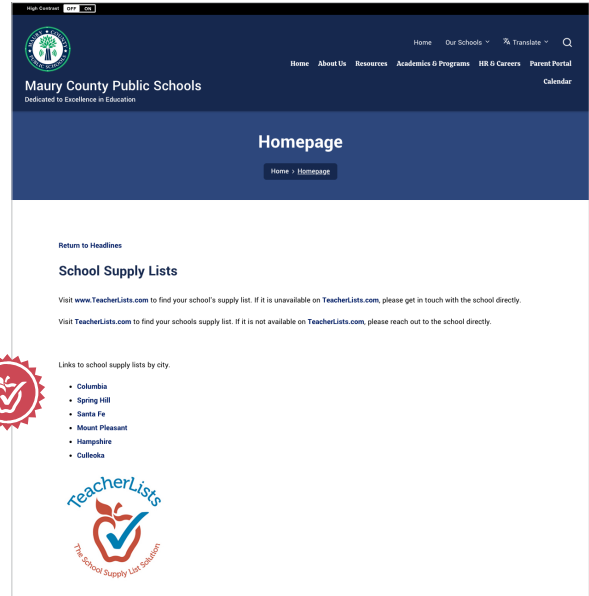 High Contrast OFF ON
MAURY COUNTY
PUBLIC SCHOOLS
Home Our Schools Translate
Home About Us Resources Academics & Programs HR & Careers Parent Portal
Calendar
Maury County Public Schools
Dedicated to Excellence in Education
Homepage
Home › Homepage
Return to Headlines
School Supply Lists
Visit www.TeacherLists.com to find your school's supply list. If it is unavailable on TeacherLists.com, please get in touch with the school directly.
Visit TeacherLists.com to find your schools supply list. If it is not available on TeacherLists.com, please reach out to the school directly.
Links to school supply lists by city.
• Columbia
• Spring Hill
• Santa Fe
• Mount Pleasant
• Hampshire
• Culleoka
TeacherLists
The School Supply List Solution